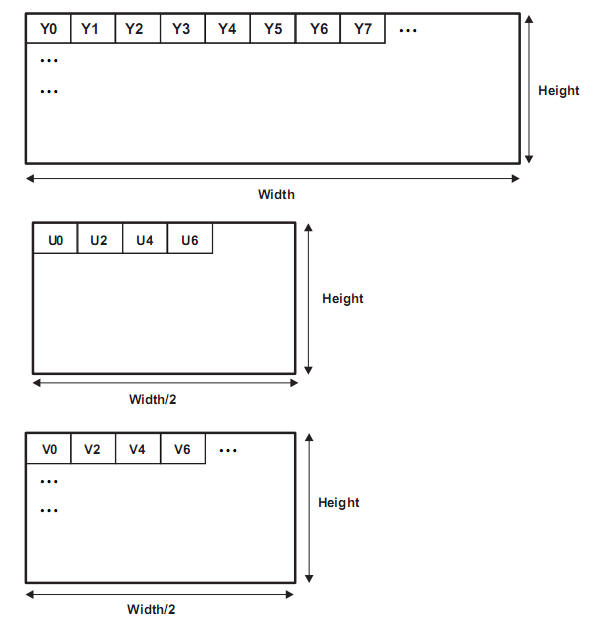 Y0 Y1 Y2 Y3 Y4 Y5 Y6 Y7 ...
...
...
Height
Width
U0 U2 U4 U6
Height
Width/2
V0 V2 V4 V6 ...
...
...
Height
Width/2